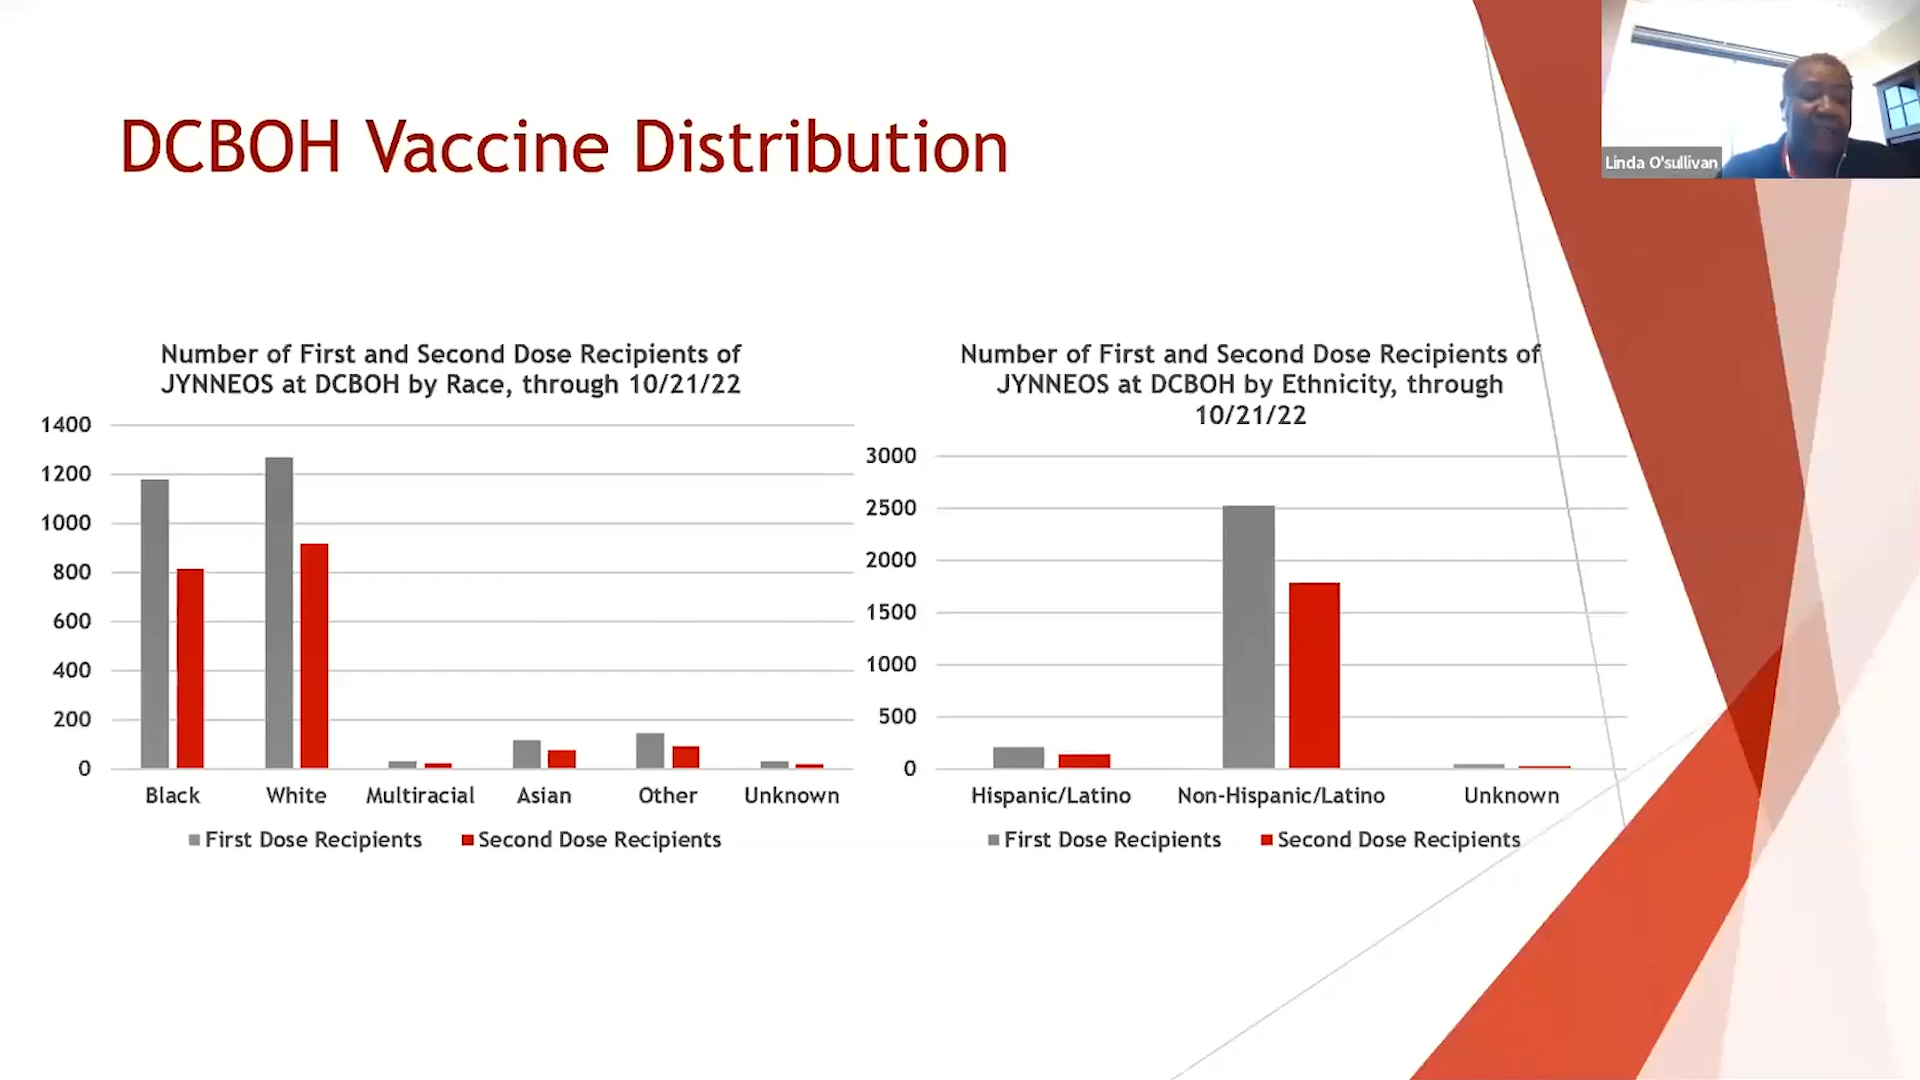 DCBOH Vaccine Distribution
Linda O'sullivan
Number of First and Second Dose Recipients of
JYNNEOS at DCBOH by Race, through 10/21/22
1400
1200
1000
800
600
400
200
0
Black White Multiracial Asian Other Unknown
First Dose Recipients Second Dose Recipients
Number of First and Second Dose Recipients of
JYNNEOS at DCBOH by Ethnicity, through
10/21/22
3000
2500
2000
1500
1000
500
0
Hispanic/Latino Non-Hispanic/Latino Unknown
First Dose Recipients Second Dose Recipients